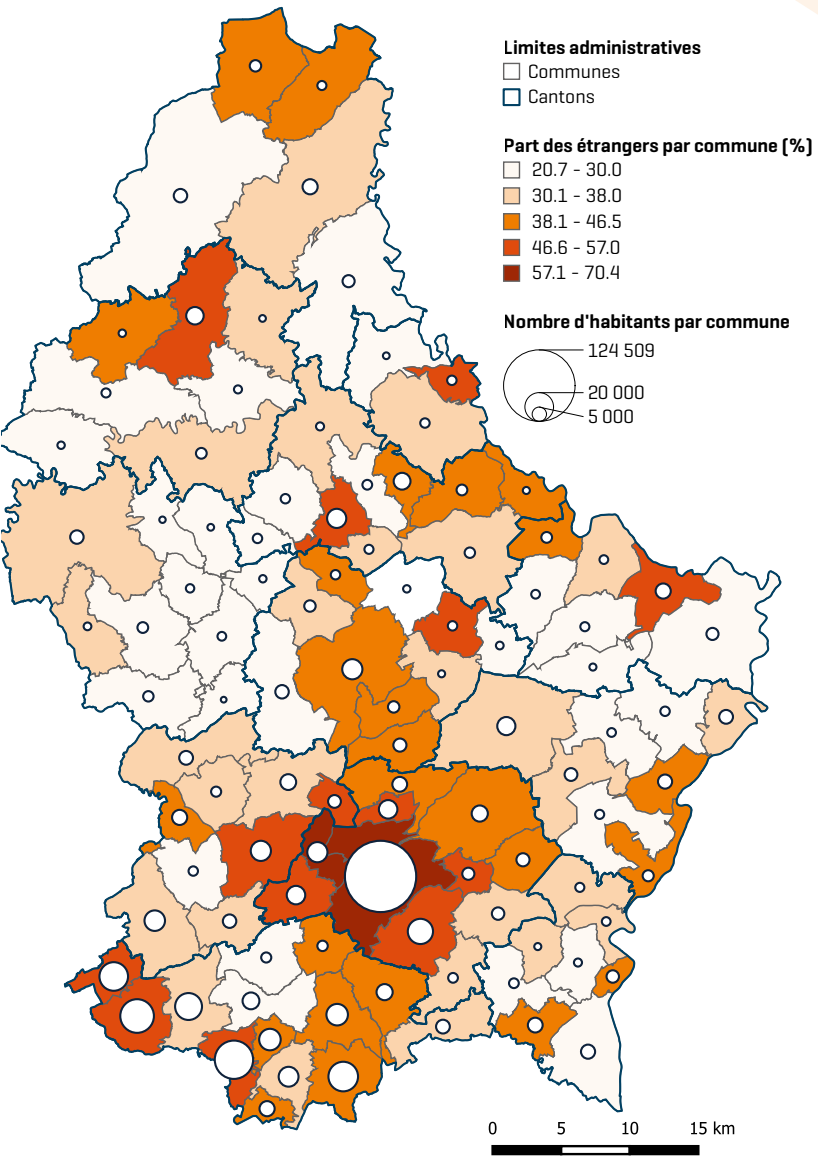 Limites administratives
Communes
Cantons
Part des étrangers par commune (%)
20.7 - 30.0
30.1 - 38.0
38.1 - 46.5
46.6 - 57.0
57.1 - 70.4
Nombre d'habitants par commune
124 509
20 000
5 000
0 5 10 15 km